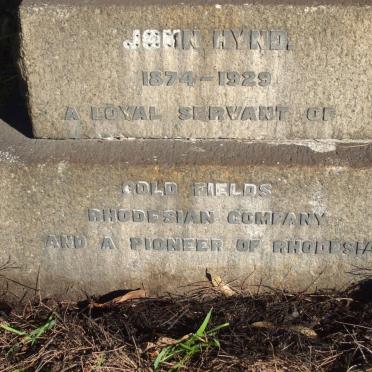 JOHN HYND.
1874-1929
A LOYAL SERVANT OF
GOLD FIELDS
RHODESIAN COMPANY
AND A PIONEER OF RHODESIA